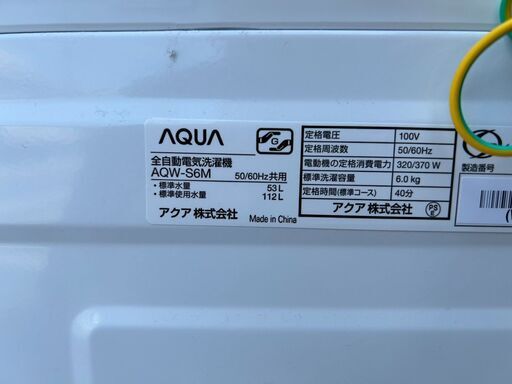 AQUA
G
全自動電気洗濯機
AQW-S6M 50/60Hz共用
・標準水量 53L
・標準使用水量 112L
アクア 株式会社 Made in China
定格電圧 100V
定格周波数 50/60Hz
電動機の定格消費電力 320/370 W
標準洗濯容量 6.0 kg
定格時間(標準コース) 40分
アクア 株式会社
PS
E
製造番号